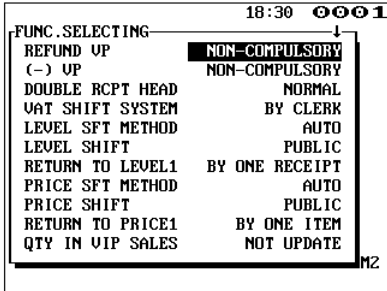 18:30 0001
FUNC.SELECTING
REFUND VP NON-COMPULSORY
(-) VP NON-COMPULSORY
DOUBLE RCPT HEAD NORMAL
VAT SHIFT SYSTEM BY CLERK
LEVEL SFT METHOD AUTO
LEVEL SHIFT PUBLIC
RETURN TO LEVEL1 BY ONE RECEIPT
PRICE SFT METHOD AUTO
PRICE SHIFT PUBLIC
RETURN TO PRICE1 BY ONE ITEM
QTY IN VIP SALES NOT UPDATE
M2